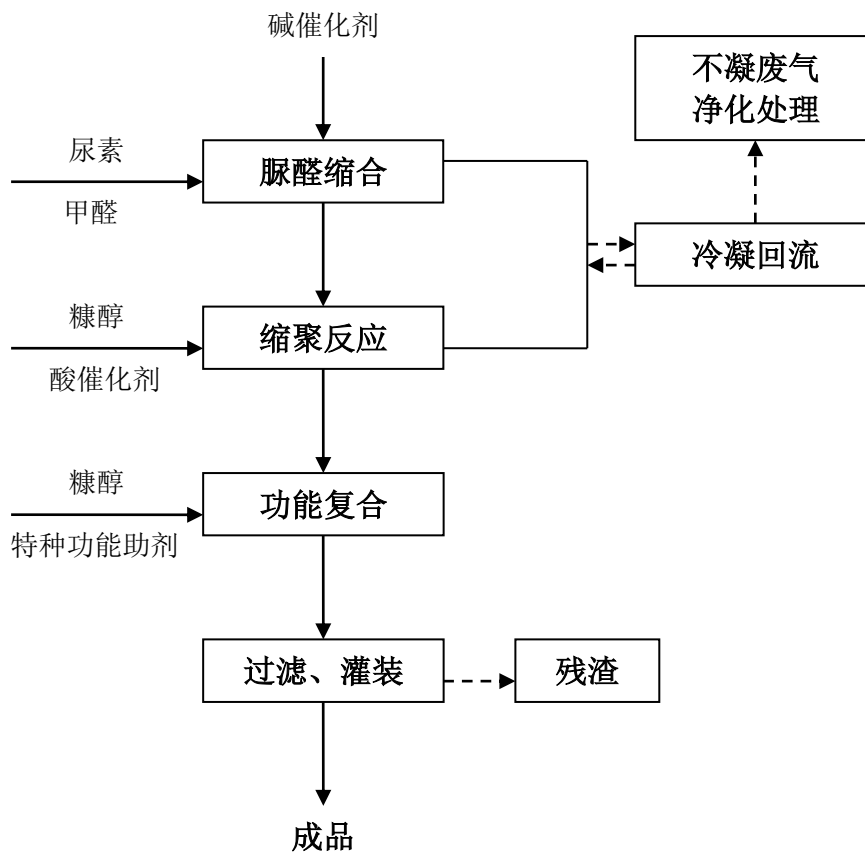 碱催化剂
不凝废气
净化处理
尿素
脲醛缩合
甲醛
冷凝回流
糠醇
缩聚反应
酸催化剂
糠醇
功能复合
特种功能助剂
过滤、灌装
残渣
成品